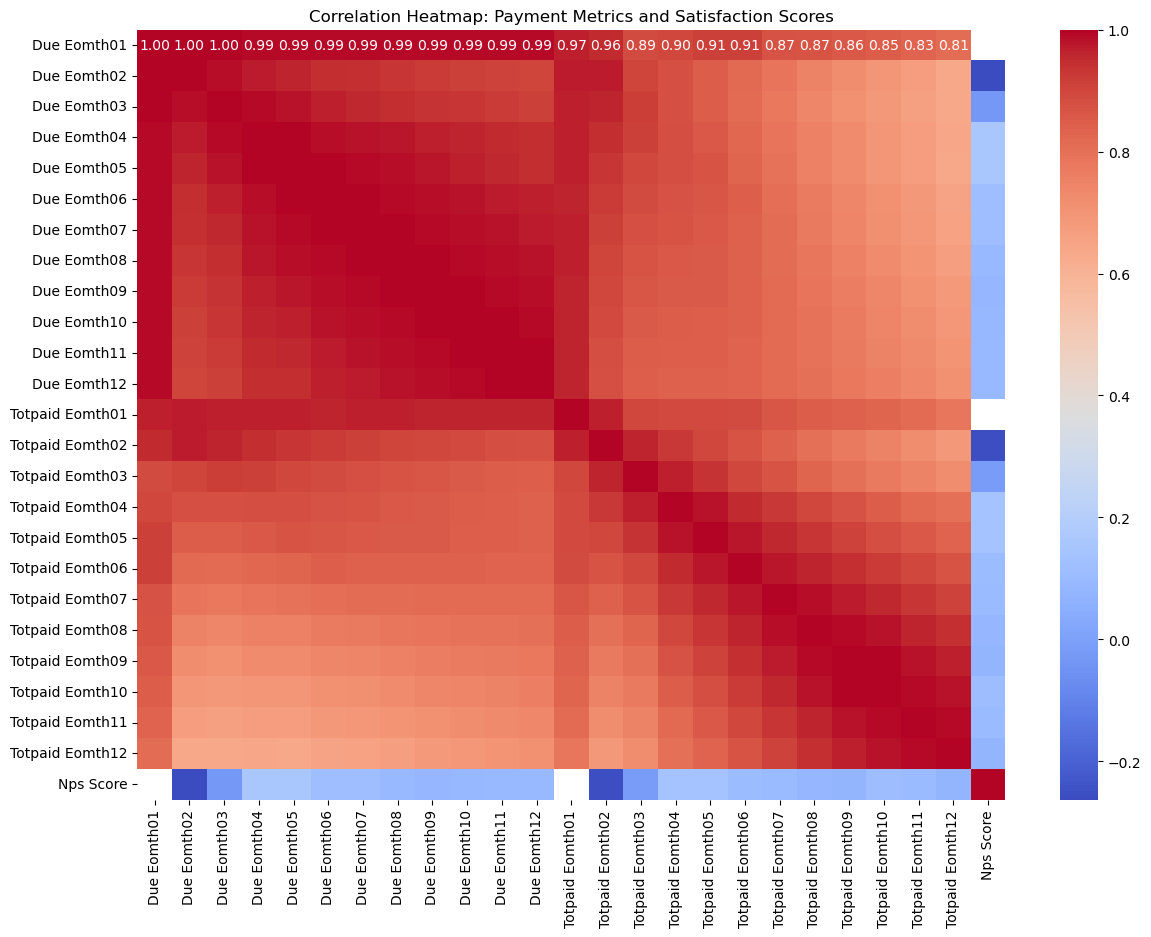 Correlation Heatmap: Payment Metrics and Satisfaction Scores
Due Eomth01 1.00 1.00 1.00 0.99 0.99 0.99 0.99 0.99 0.99 0.99 0.99 0.99 0.97 0.96 0.89 0.90 0.91 0.91 0.87 0.87 0.86 0.85 0.83 0.81
Due Eomth02
Due Eomth03
Due Eomth04
Due Eomth05
Due Eomth06
Due Eomth07
Due Eomth08
Due Eomth09
Due Eomth10
Due Eomth11
Due Eomth12
Totpaid Eomth01
Totpaid Eomth02
Totpaid Eomth03
Totpaid Eomth04
Totpaid Eomth05
Totpaid Eomth06
Totpaid Eomth07
Totpaid Eomth08
Totpaid Eomth09
Totpaid Eomth10
Totpaid Eomth11
Totpaid Eomth12
Nps Score
Due Eomth01
Due Eomth02
Due Eomth03
Due Eomth04
Due Eomth05
Due Eomth06
Due Eomth07
Due Eomth08
Due Eomth09
Due Eomth10
Due Eomth11
Due Eomth12
Totpaid Eomth01
Totpaid Eomth02
Totpaid Eomth03
Totpaid Eomth04
Totpaid Eomth05
Totpaid Eomth06
Totpaid Eomth07
Totpaid Eomth08
Totpaid Eomth09
Totpaid Eomth10
Totpaid Eomth11
Totpaid Eomth12
Nps Score
1.0
0.8
0.6
0.4
0.2
0.0
−0.2